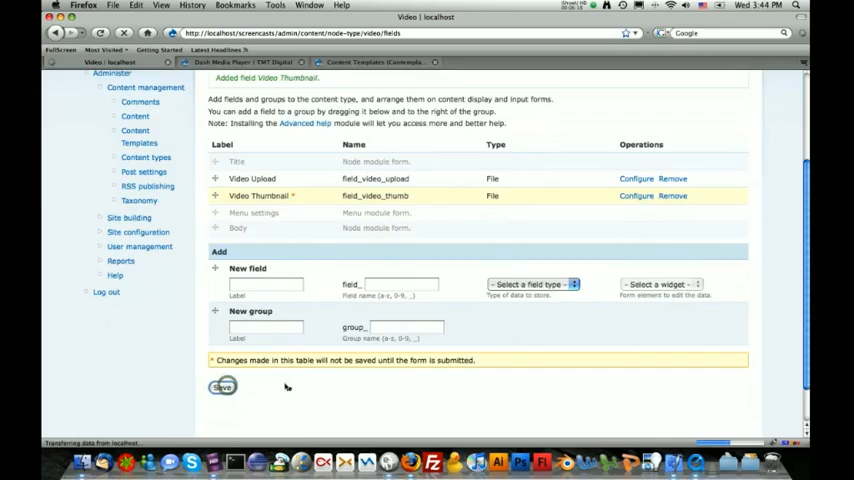 Firefox File Edit View History Bookmarks Tools Window Help
Wed 3:44 PM
Video | localhost
http://localhost/screencasts/admin/content/node-type/video/fields
Google
FullScreen Most Visited Getting Started Latest Headlines
Video | localhost
Dash Media Player | TMT Digital
Content Templates (Contempla...
Administer
Content management
Comments
Content
Content Templates
Content types
Post settings
RSS publishing
Taxonomy
Site building
Site configuration
User management
Reports
Help
Log out
Added field Video Thumbnail.
Add fields and groups to the content type, and arrange them on content display and input forms.
You can add a field to a group by dragging it below and to the right of the group.
Note: Installing the Advanced help module will let you access more and better help.
Label Name Type Operations
Title Node module form.
Video Upload field_video_upload File Configure Remove
Video Thumbnail * field_video_thumb File Configure Remove
Menu settings Menu module form.
Body Node module form.
Add
New field
field_ - Select a field type - - Select a widget -
Label Field name (a-z, 0-9, _) Type of data to store. Form element to edit the data.
New group
group_
Label Group name (a-z, 0-9, _)
* Changes made in this table will not be saved until the form is submitted.
Save
Transferring data from localhost...